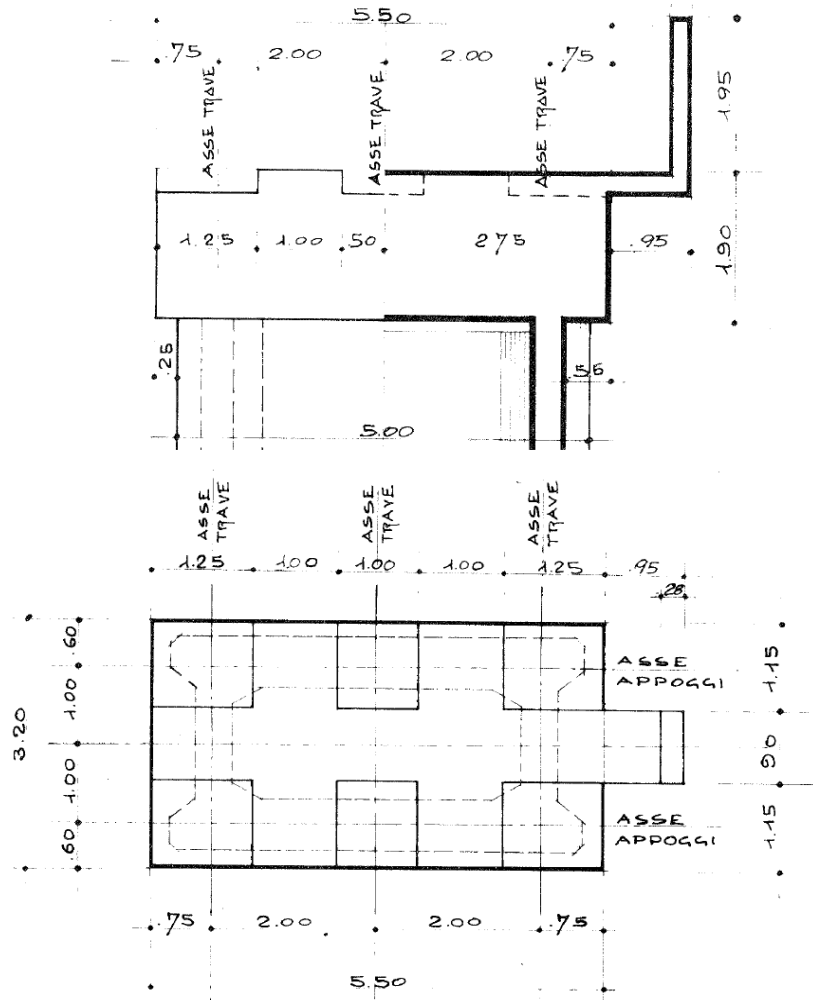 5.50
.75 2.00 2.00 .75
ASSE TRAVE
ASSE TRAVE
ASSE TRAVE
1.95
1.25 1.00 .50 275 .95
1.90
.25
.55
5.00
ASSE TRAVE
ASSE TRAVE
ASSE TRAVE
1.25 1.00 1.00 1.00 1.25 .95
.28
.60
1.00
3.20
1.00
.60
ASSE
APPOGGI
1.15
90
1.15
ASSE
APPOGGI
.75 2.00 2.00 .75
5.50